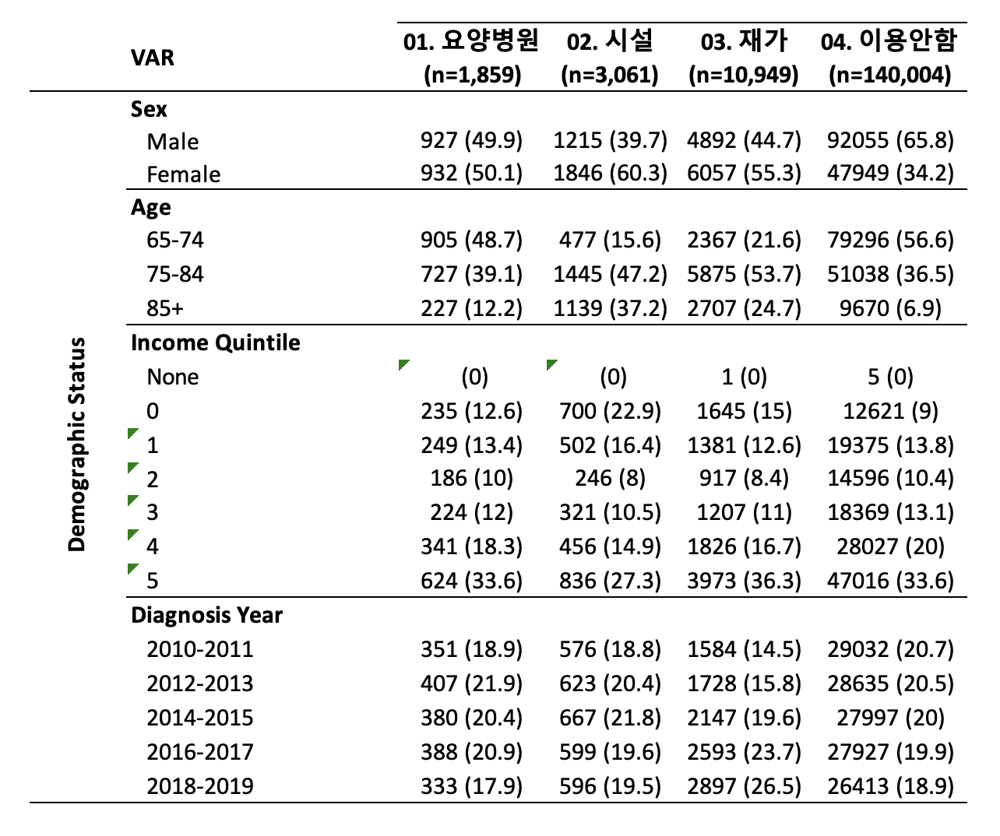 VAR 01. 요양병원 02. 시설 03. 재가 04. 이용안함
(n=1,859) (n=3,061) (n=10,949) (n=140,004)
Demographic Status
Sex
Male 927 (49.9) 1215 (39.7) 4892 (44.7) 92055 (65.8)
Female 932 (50.1) 1846 (60.3) 6057 (55.3) 47949 (34.2)
Age
65-74 905 (48.7) 477 (15.6) 2367 (21.6) 79296 (56.6)
75-84 727 (39.1) 1445 (47.2) 5875 (53.7) 51038 (36.5)
85+ 227 (12.2) 1139 (37.2) 2707 (24.7) 9670 (6.9)
Income Quintile
None (0) (0) 1 (0) 5 (0)
0 235 (12.6) 700 (22.9) 1645 (15) 12621 (9)
1 249 (13.4) 502 (16.4) 1381 (12.6) 19375 (13.8)
2 186 (10) 246 (8) 917 (8.4) 14596 (10.4)
3 224 (12) 321 (10.5) 1207 (11) 18369 (13.1)
4 341 (18.3) 456 (14.9) 1826 (16.7) 28027 (20)
5 624 (33.6) 836 (27.3) 3973 (36.3) 47016 (33.6)
Diagnosis Year
2010-2011 351 (18.9) 576 (18.8) 1584 (14.5) 29032 (20.7)
2012-2013 407 (21.9) 623 (20.4) 1728 (15.8) 28635 (20.5)
2014-2015 380 (20.4) 667 (21.8) 2147 (19.6) 27997 (20)
2016-2017 388 (20.9) 599 (19.6) 2593 (23.7) 27927 (19.9)
2018-2019 333 (17.9) 596 (19.5) 2897 (26.5) 26413 (18.9)